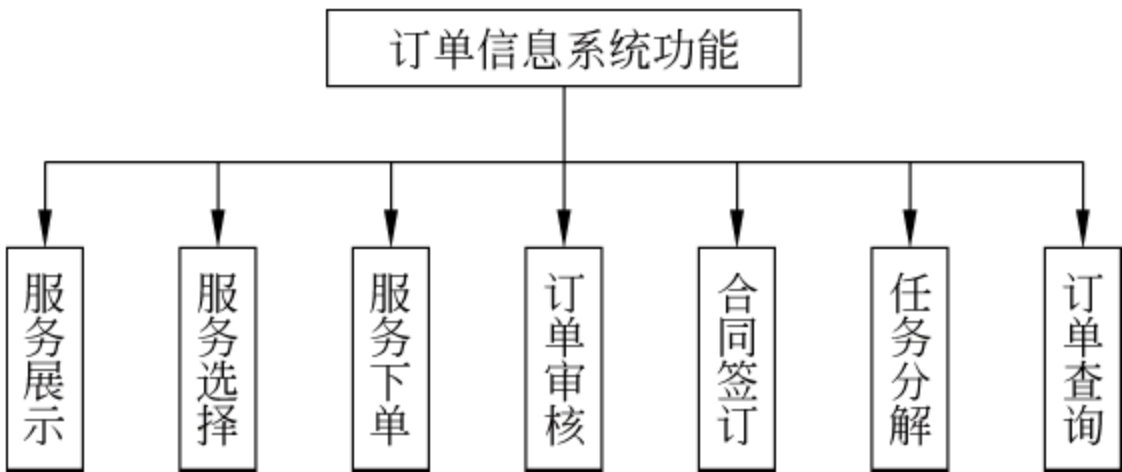 订单信息系统功能
服务展示
服务选择
服务下单
订单审核
合同签订
任务分解
订单查询